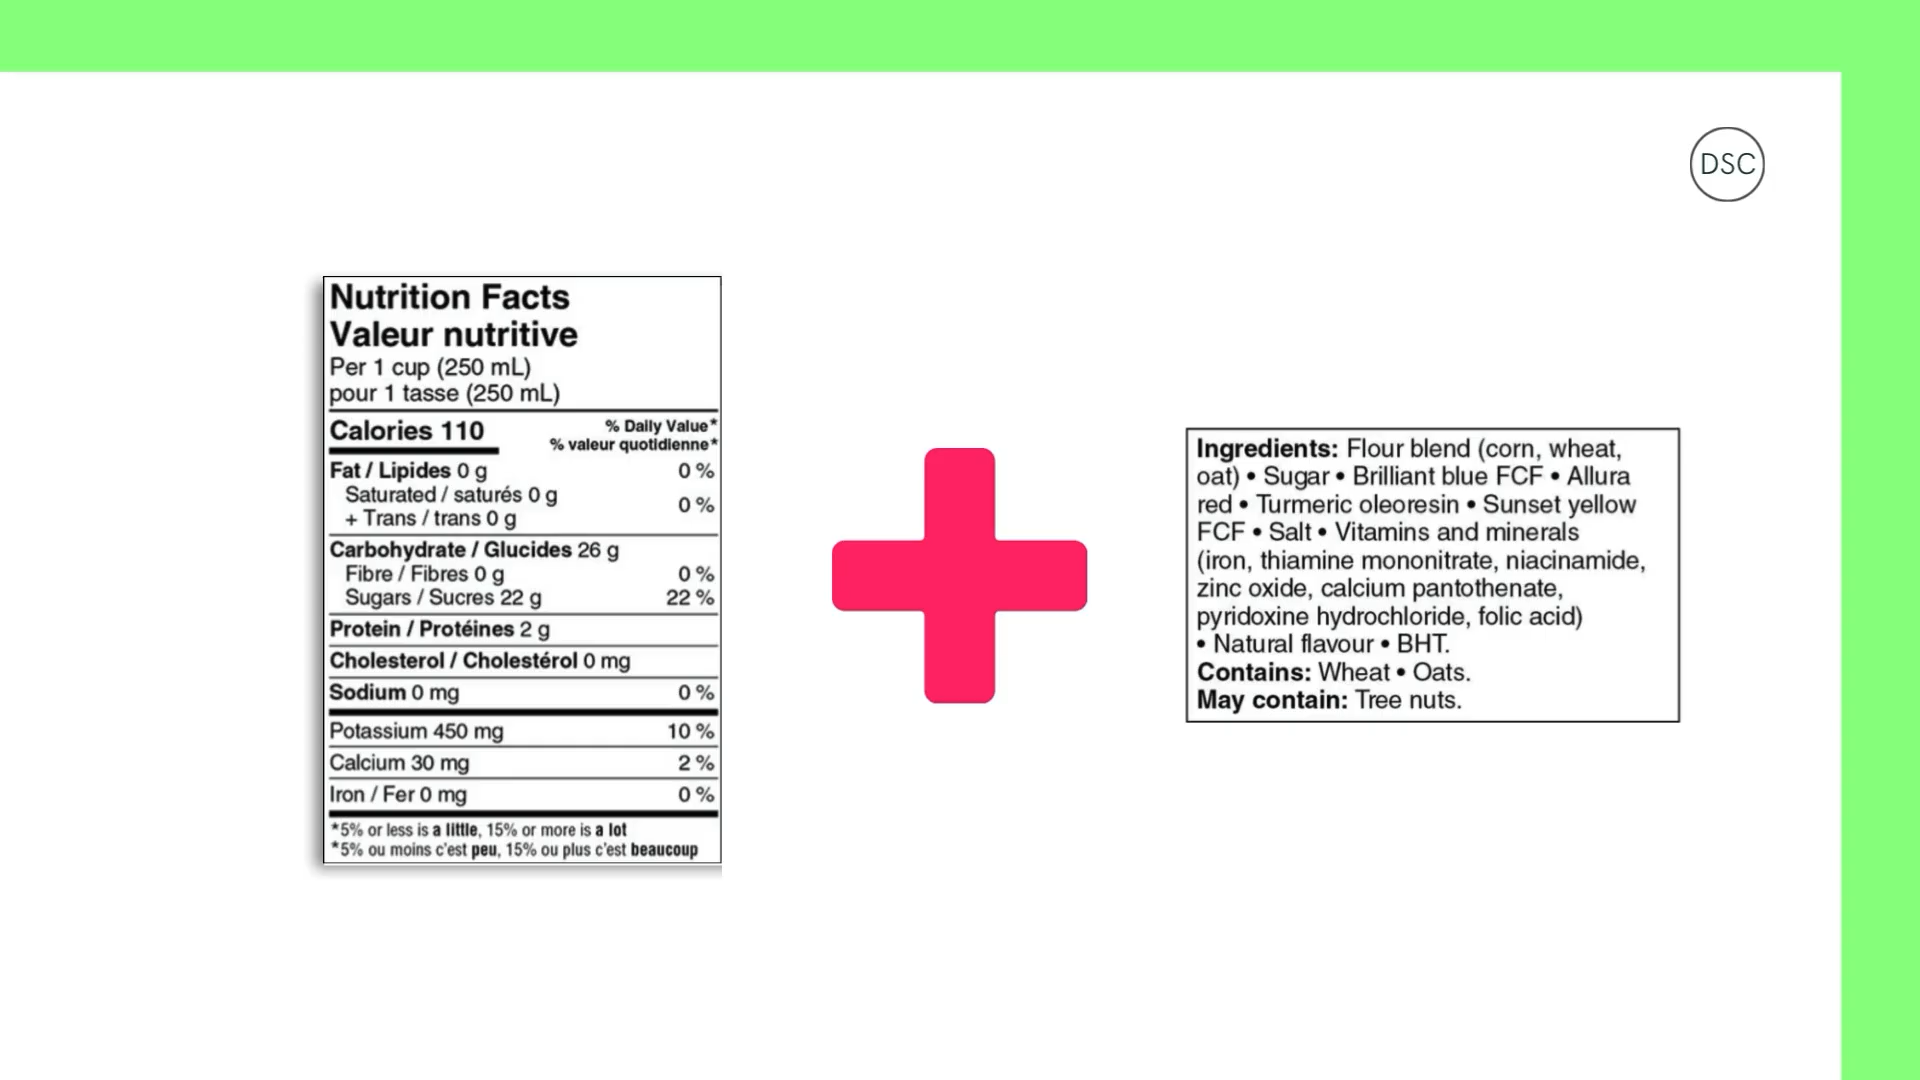 DSC
Nutrition Facts
Valeur nutritive
Per 1 cup (250 mL)
pour 1 tasse (250 mL)
Calories 110
% Daily Value*
% valeur quotidienne*
Fat / Lipides 0 g 0 %
Saturated / saturés 0 g
+ Trans / trans 0 g
0 %
Carbohydrate / Glucides 26 g
Fibre / Fibres 0 g 0 %
Sugars / Sucres 22 g 22 %
Protein / Protéines 2 g
Cholesterol / Cholestérol 0 mg
Sodium 0 mg 0 %
Potassium 450 mg 10 %
Calcium 30 mg 2 %
Iron / Fer 0 mg 0 %
*5% or less is a little, 15% or more is a lot
*5% ou moins c'est peu, 15% ou plus c'est beaucoup
Ingredients: Flour blend (corn, wheat,
oat) • Sugar • Brilliant blue FCF • Allura
red • Turmeric oleoresin • Sunset yellow
FCF • Salt • Vitamins and minerals
(iron, thiamine mononitrate, niacinamide,
zinc oxide, calcium pantothenate,
pyridoxine hydrochloride, folic acid)
• Natural flavour • BHT.
Contains: Wheat • Oats.
May contain: Tree nuts.